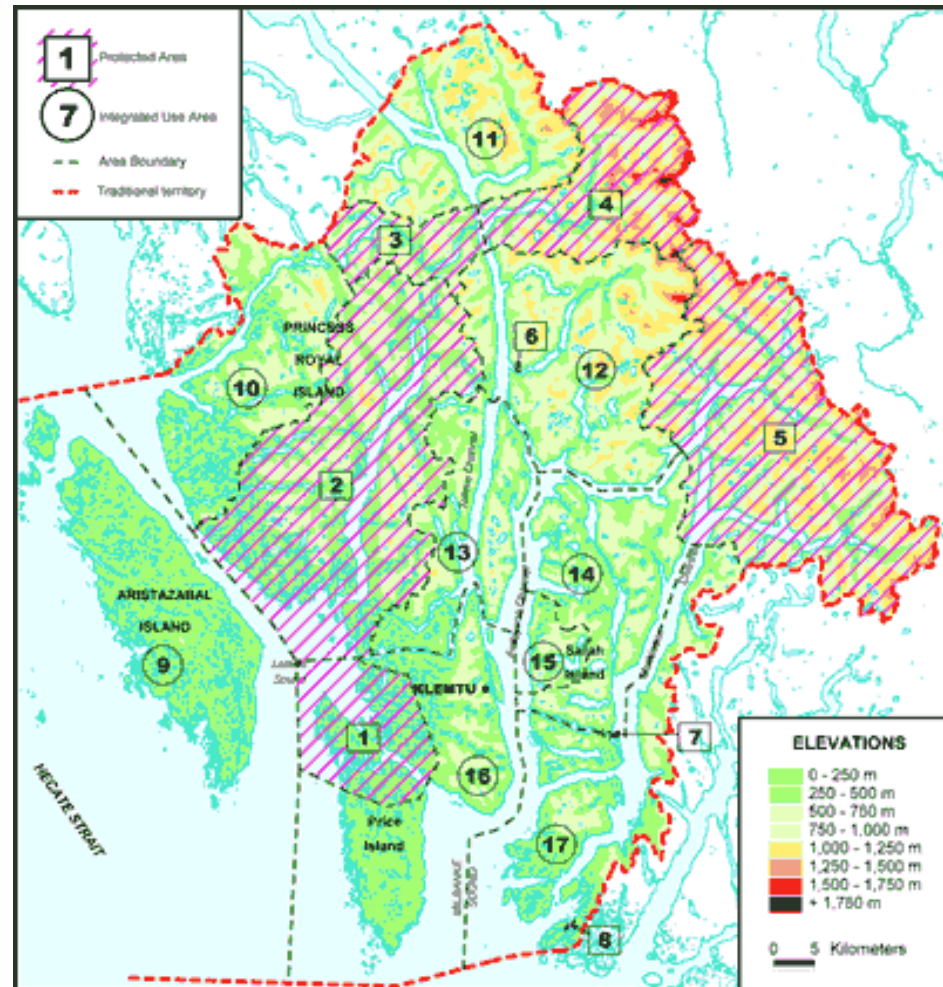 1 Protected Area
7 Integrated Use Area
Area Boundary
Traditional territory
11
4
3
PRINCESS
ROYAL
ISLAND
6
12
10
5
2
13
14
ARISTAZABAL
ISLAND
9
15
Sarah
Island
KLEMTU
1
7
16
HECATE STRAIT
Price
Island
17
MILBANKE
SOUND
8
ELEVATIONS
0 - 250 m
250 - 500 m
500 - 750 m
750 - 1,000 m
1,000 - 1,250 m
1,250 - 1,500 m
1,500 - 1,750 m
+ 1,750 m
0 5 Kilometers